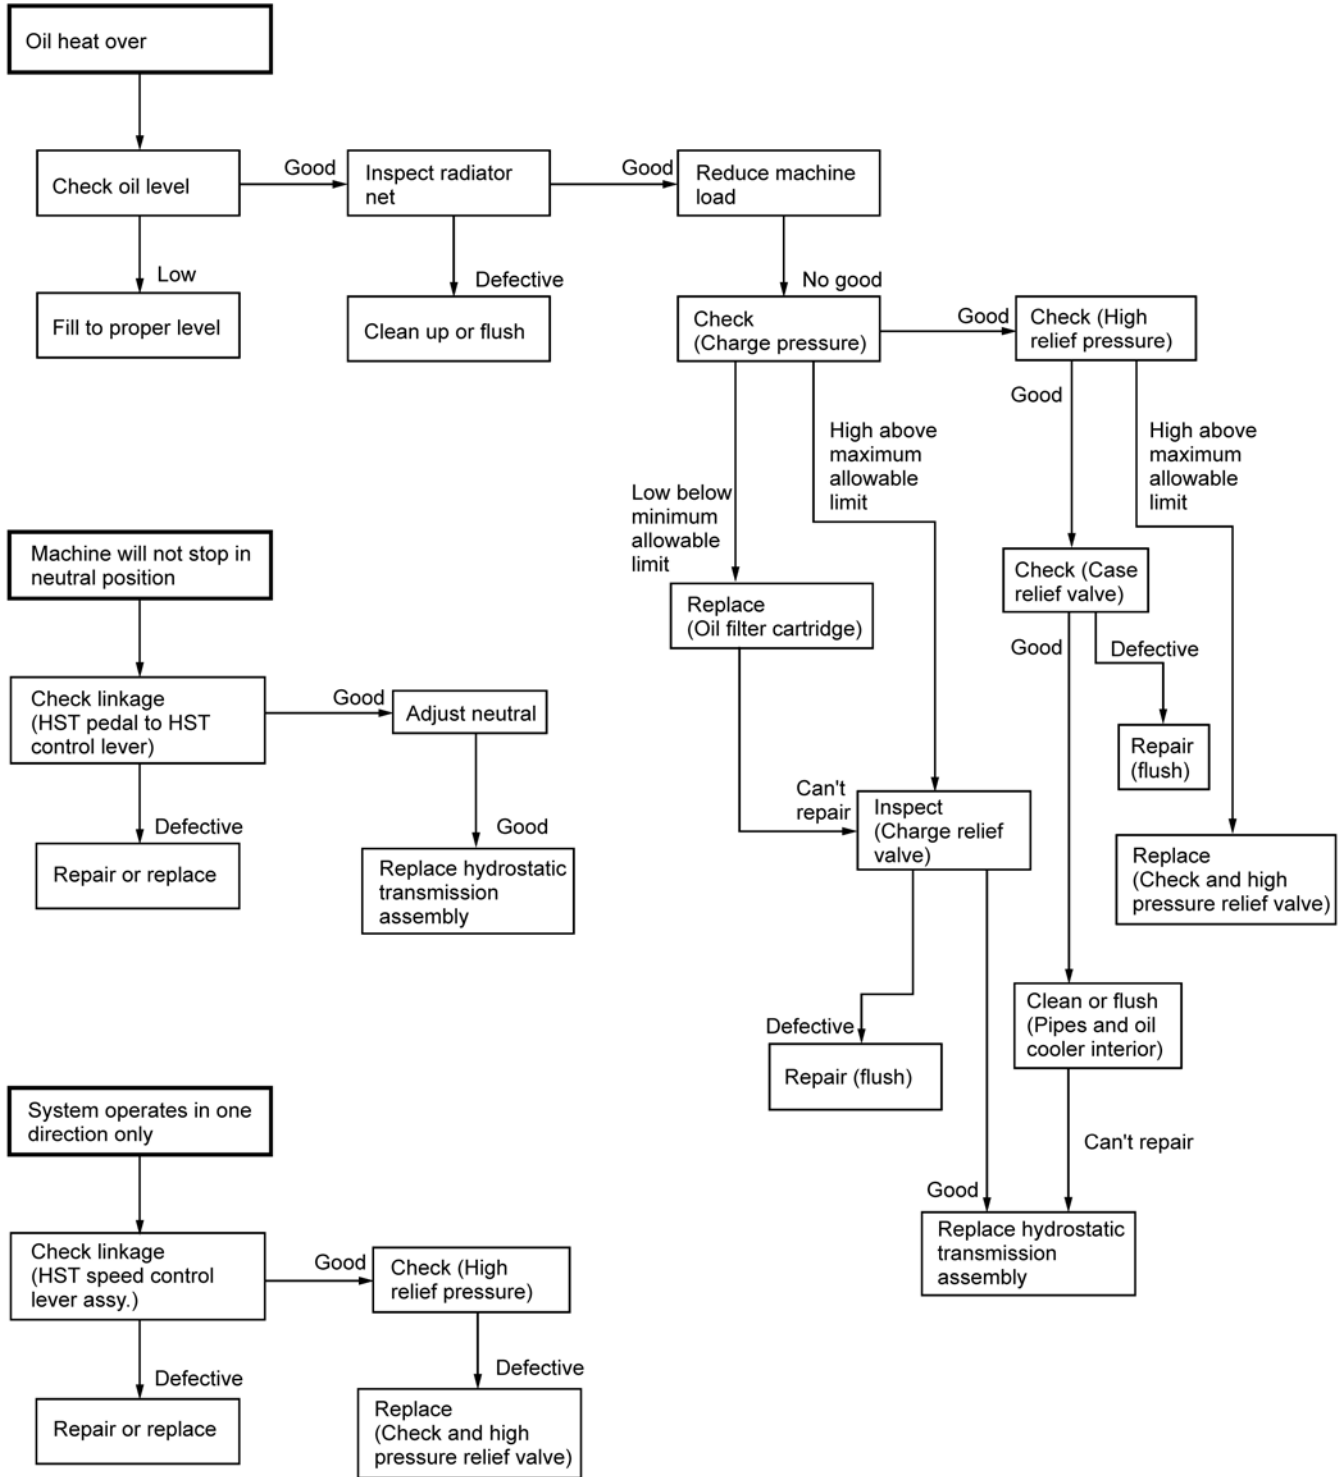 Oil heat over
Check oil level
Good
Inspect radiator
net
Good
Reduce machine
load
Low
Fill to proper level
Defective
Clean up or flush
No good
Check
(Charge pressure)
Good
Check (High
relief pressure)
Good
High above
maximum
allowable
limit
High above
maximum
allowable
limit
Low below
minimum
allowable
limit
Replace
(Oil filter cartridge)
Check (Case
relief valve)
Good
Defective
Repair
(flush)
Can't
repair
Inspect
(Charge relief
valve)
Replace
(Check and high
pressure relief valve)
Defective
Repair (flush)
Clean or flush
(Pipes and oil
cooler interior)
Can't repair
Good
Replace hydrostatic
transmission
assembly
Machine will not stop in
neutral position
Check linkage
(HST pedal to HST
control lever)
Good
Adjust neutral
Defective
Repair or replace
Good
Replace hydrostatic
transmission
assembly
System operates in one
direction only
Check linkage
(HST speed control
lever assy.)
Good
Check (High
relief pressure)
Defective
Repair or replace
Defective
Replace
(Check and high
pressure relief valve)